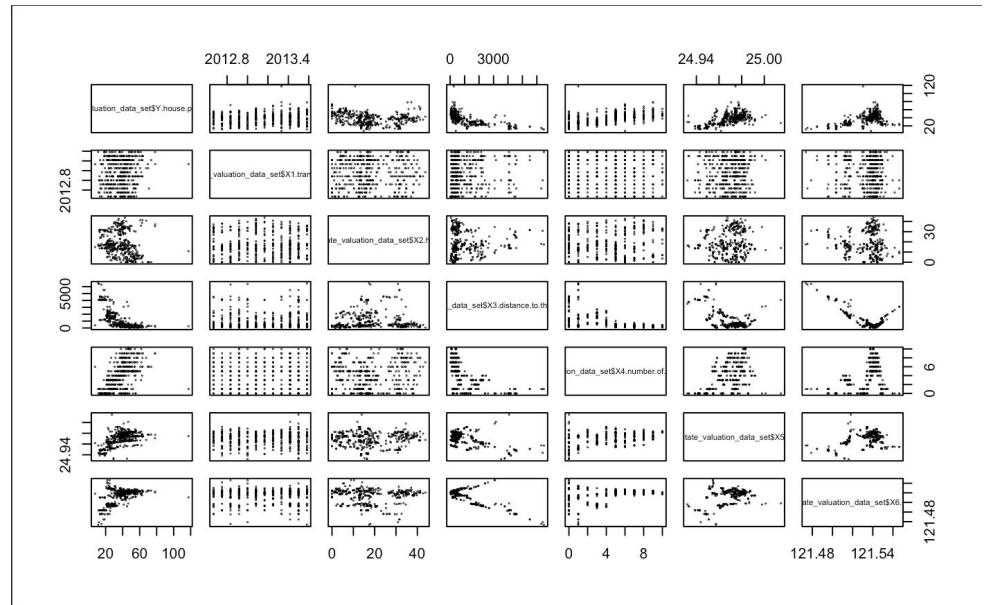 2012.8 2013.4 0 3000 24.94 25.00
luation_data_set$Y.house.p 20 120
2012.8 _valuation_data_set$X1.tran
ate_valuation_data_set$X2.h 0 30
0 5000 _data_set$X3.distance.to.th
ion_data_set$X4.number.of. 0 6
24.94 tate_valuation_data_set$X5
ate_valuation_data_set$X6. 121.48
20 60 100 0 20 40 0 4 8 121.48 121.54